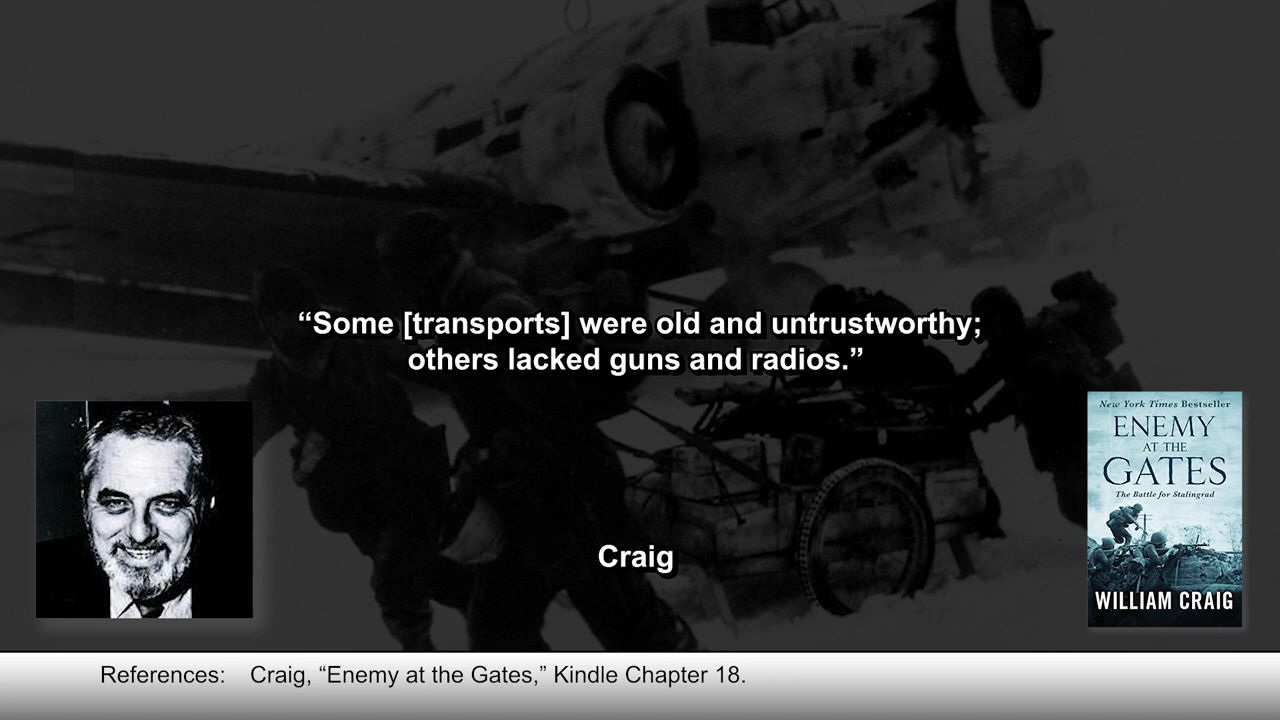 “Some [transports] were old and untrustworthy;
others lacked guns and radios.”
New York Times Bestseller
ENEMY
AT THE
GATES
The Battle for Stalingrad
Craig
WILLIAM CRAIG
References: Craig, “Enemy at the Gates,” Kindle Chapter 18.